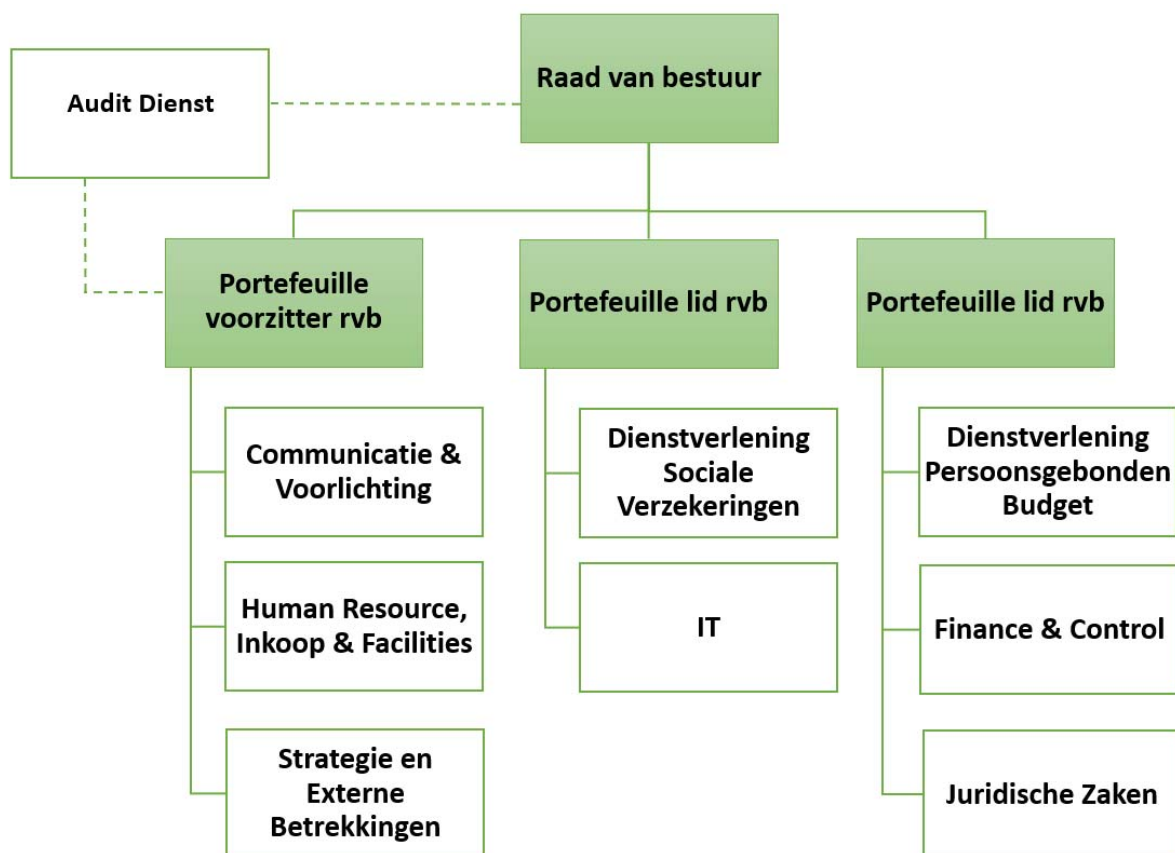 Audit Dienst
Raad van bestuur
Portefeuille
voorzitter rvb
Communicatie &
Voorlichting
Human Resource,
Inkoop & Facilities
Strategie en
Externe
Betrekkingen
Portefeuille lid rvb
Dienstverlening
Sociale
Verzekeringen
IT
Portefeuille lid rvb
Dienstverlening
Persoonsgebonden
Budget
Finance & Control
Juridische Zaken